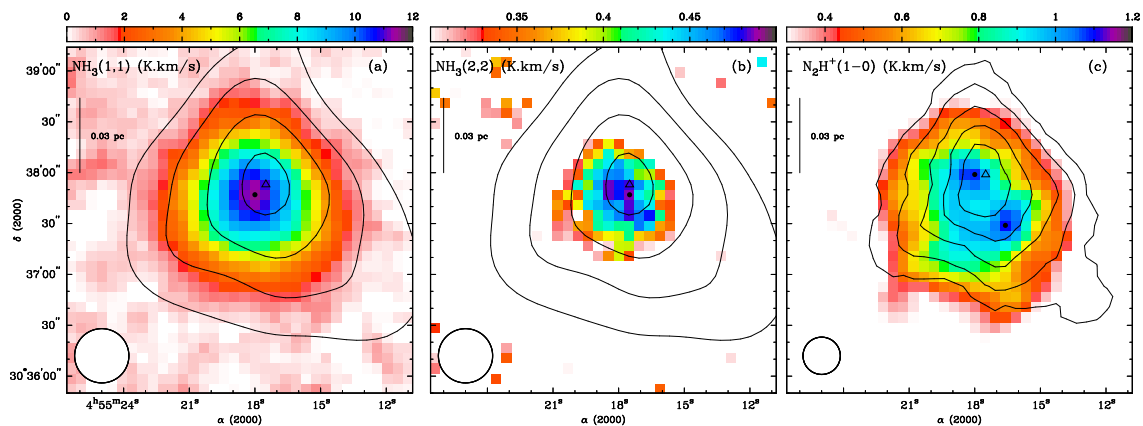 0 2 4 6 8 10 12
0.35 0.4 0.45
0.4 0.6 0.8 1 1.2
NH₃(1,1) (K.km/s) (a)
NH₃(2,2) (K.km/s) (b)
N₂H⁺(1−0) (K.km/s) (c)
0.03 pc
0.03 pc
0.03 pc
39'00''
30''
38'00''
30''
37'00''
30''
30°36'00''
δ (2000)
4ʰ55ᵐ24ˢ 21ˢ 18ˢ 15ˢ 12ˢ
21ˢ 18ˢ 15ˢ 12ˢ
21ˢ 18ˢ 15ˢ 12ˢ
α (2000)
α (2000)
α (2000)